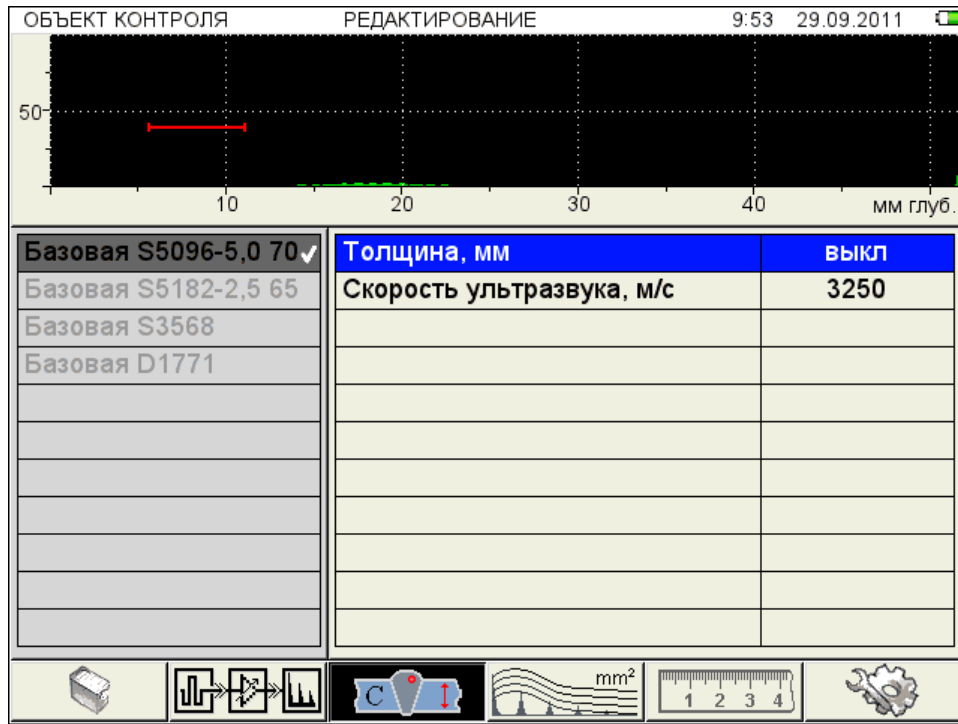 ОБЪЕКТ КОНТРОЛЯ РЕДАКТИРОВАНИЕ 9:53 29.09.2011
50
10 20 30 40 мм глуб.
Базовая S5096-5,0 70 Толщина, мм выкл
Базовая S5182-2,5 65 Скорость ультразвука, м/с 3250
Базовая S3568
Базовая D1771
C mm² 1 2 3 4